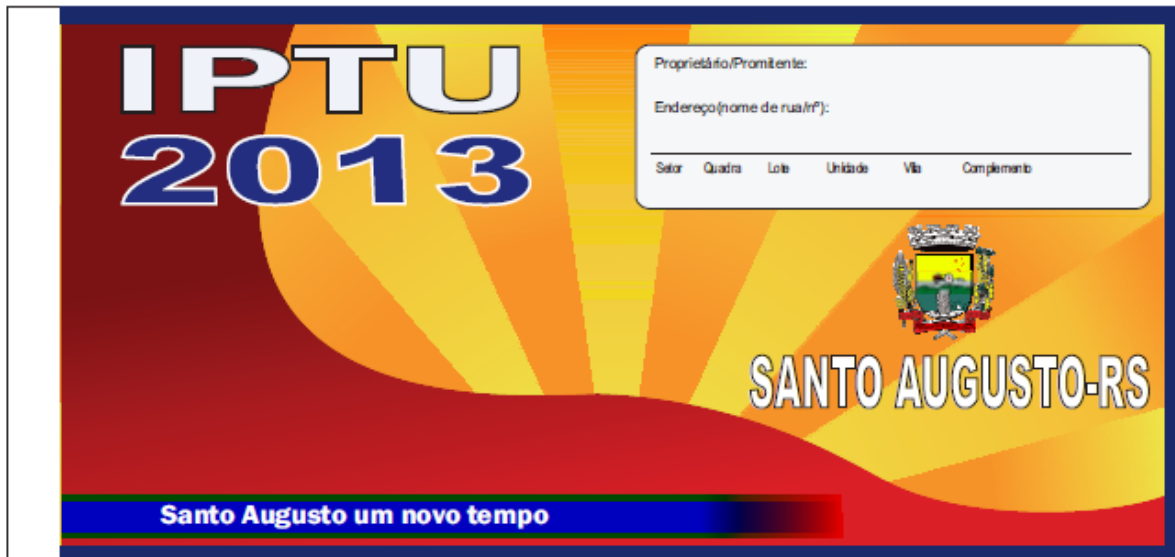 IPTU
2013
Proprietário/Promitente:
Endereço(nome de rua/nº):
Setor Quadra Lote Unidade Vila Complemento
SANTO AUGUSTO-RS
Santo Augusto um novo tempo